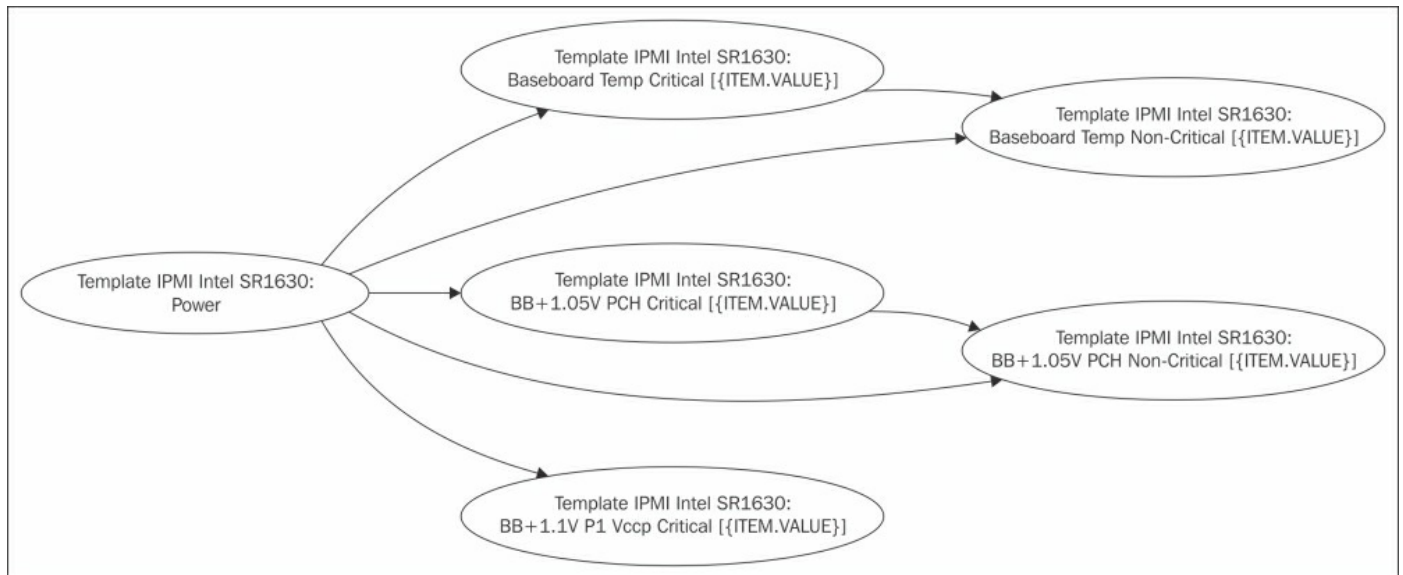 Template IPMI Intel SR1630:
Baseboard Temp Critical [{ITEM.VALUE}]
Template IPMI Intel SR1630:
Baseboard Temp Non-Critical [{ITEM.VALUE}]
Template IPMI Intel SR1630:
Power
Template IPMI Intel SR1630:
BB+1.05V PCH Critical [{ITEM.VALUE}]
Template IPMI Intel SR1630:
BB+1.05V PCH Non-Critical [{ITEM.VALUE}]
Template IPMI Intel SR1630:
BB+1.1V P1 Vccp Critical [{ITEM.VALUE}]